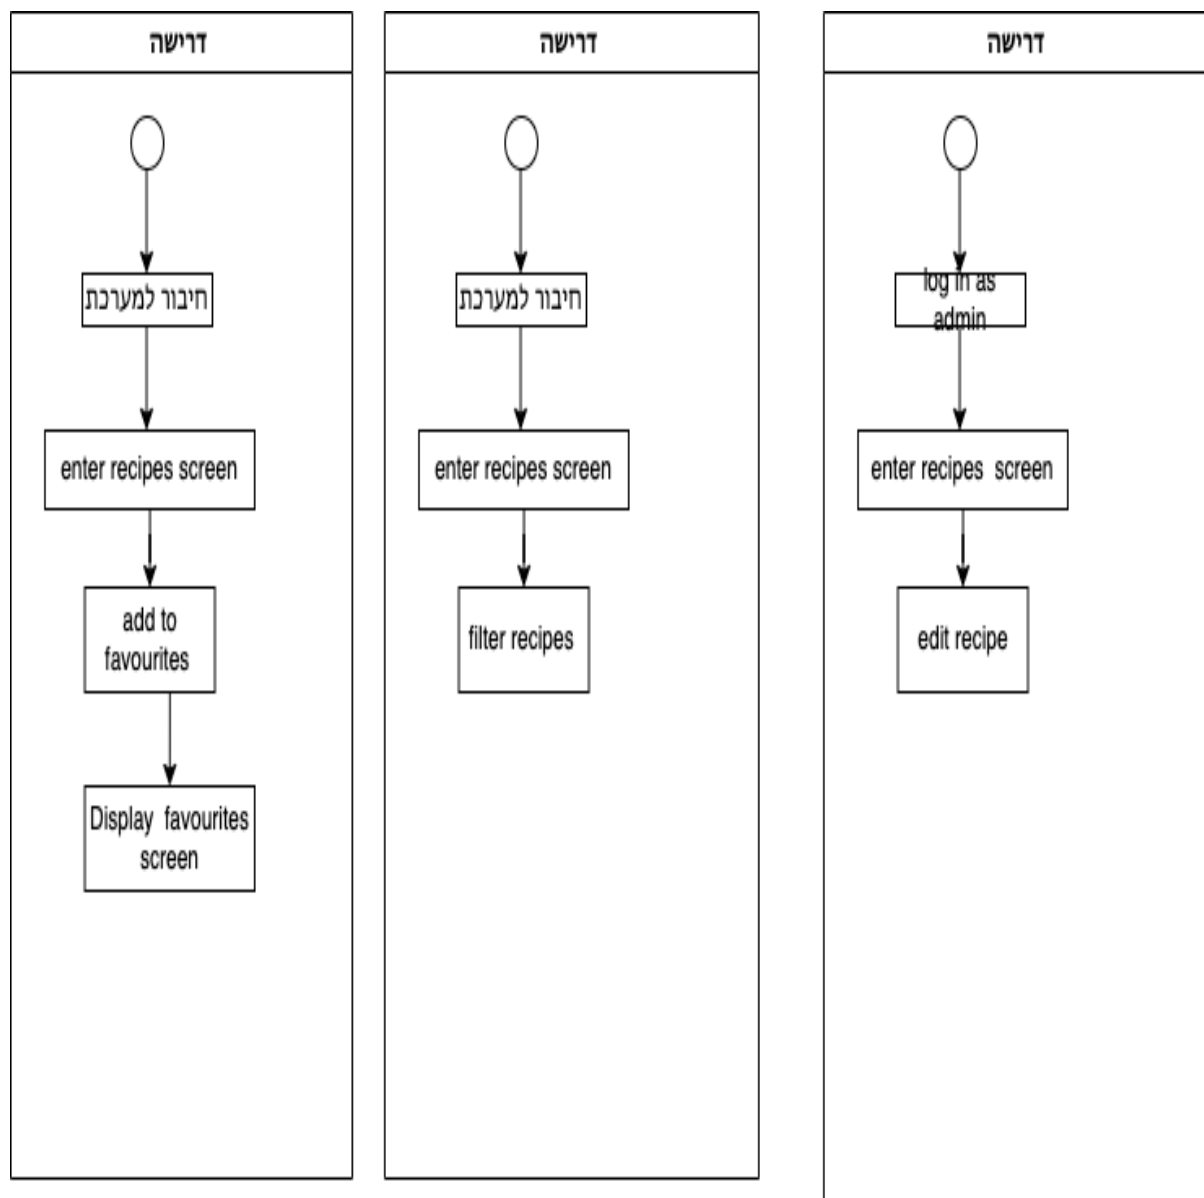 דרישה
חיבור למערכת
enter recipes screen
add to
favourites
Display  favourites
screen
דרישה
חיבור למערכת
enter recipes screen
filter recipes
דרישה
log in as
admin
enter recipes  screen
edit recipe